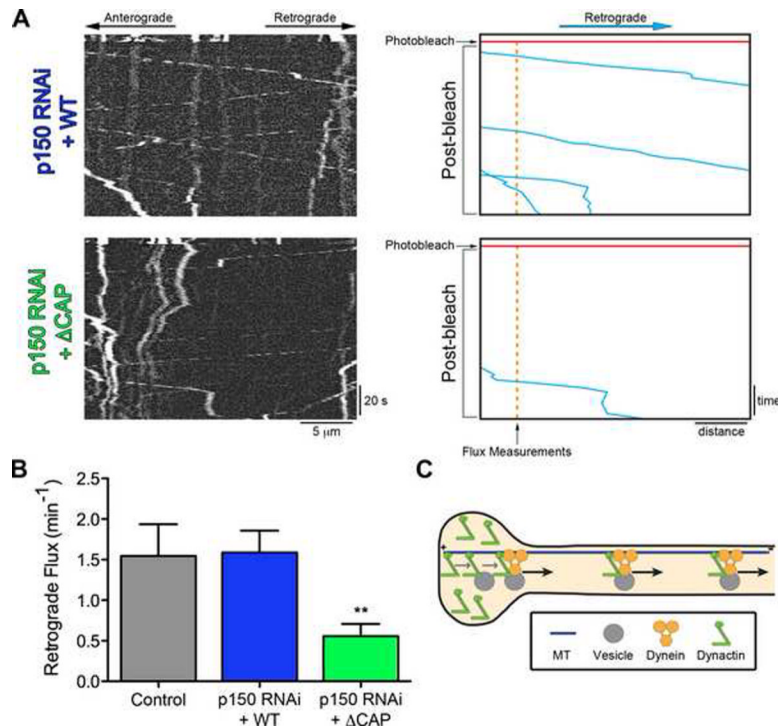 A
Anterograde
Retrograde
Retrograde
p150 RNAi
+ WT
Photobleach
Post-bleach
p150 RNAi
+ ΔCAP
20 s
5 μm
Photobleach
Post-bleach
time
distance
Flux Measurements
B
Retrograde Flux (min-1)
2.5
2.0
1.5
1.0
0.5
0.0
**
Control
p150 RNAi
+ WT
p150 RNAi
+ ΔCAP
C
+
MT
Vesicle
Dynein
Dynactin